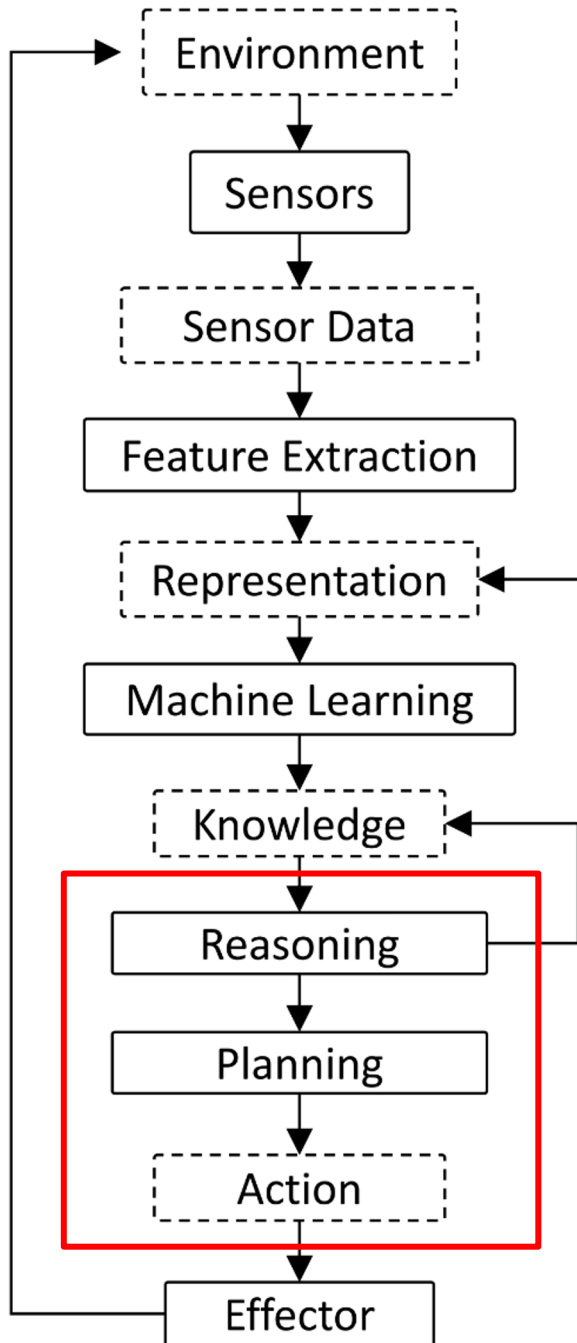 Environment
Sensors
Sensor Data
Feature Extraction
Representation
Machine Learning
Knowledge
Reasoning
Planning
Action
Effector